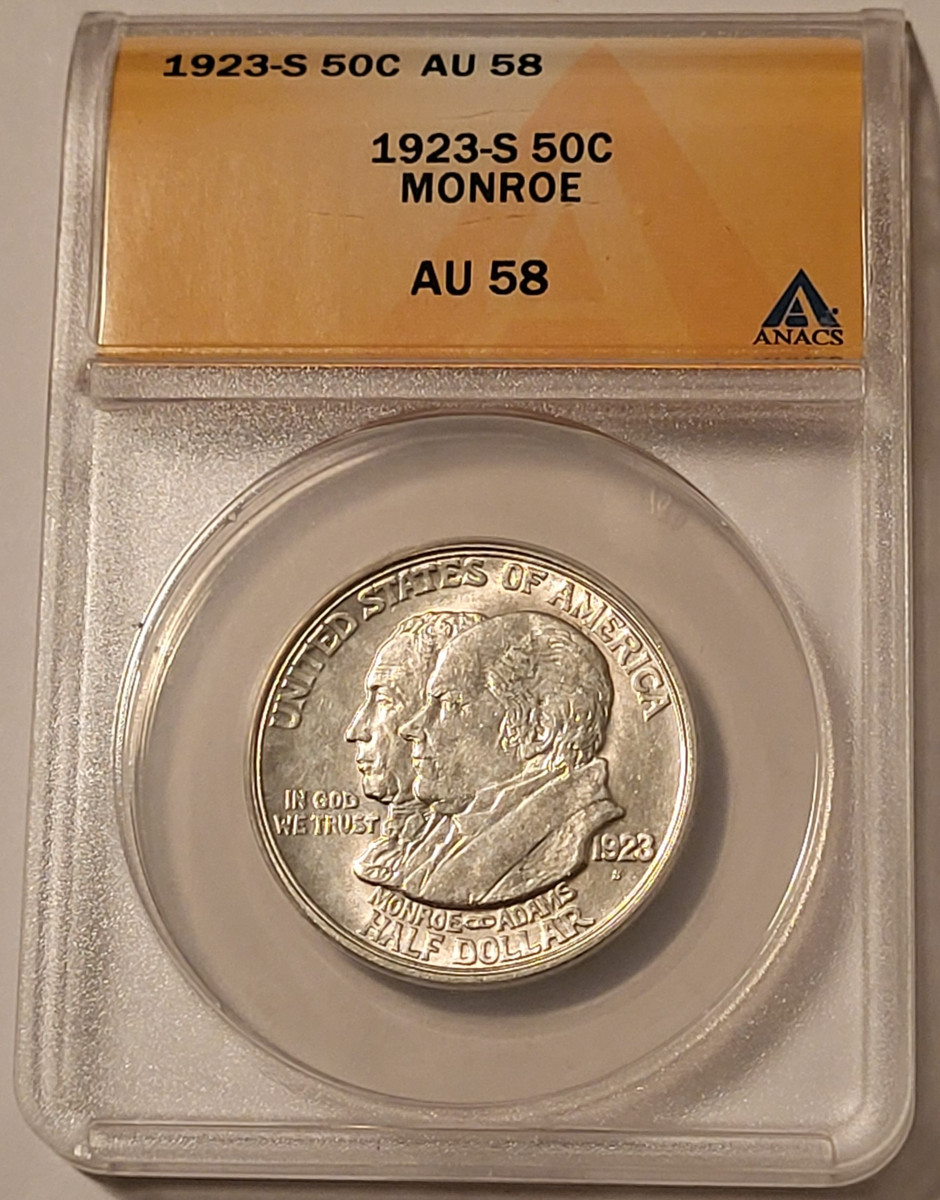 1923-S 50C AU 58
1923-S 50C
MONROE
AU 58
ANACS
UNITED STATES OF AMERICA
IN GOD
WE TRUST
1923
S
MONROE ADAMS
HALF DOLLAR